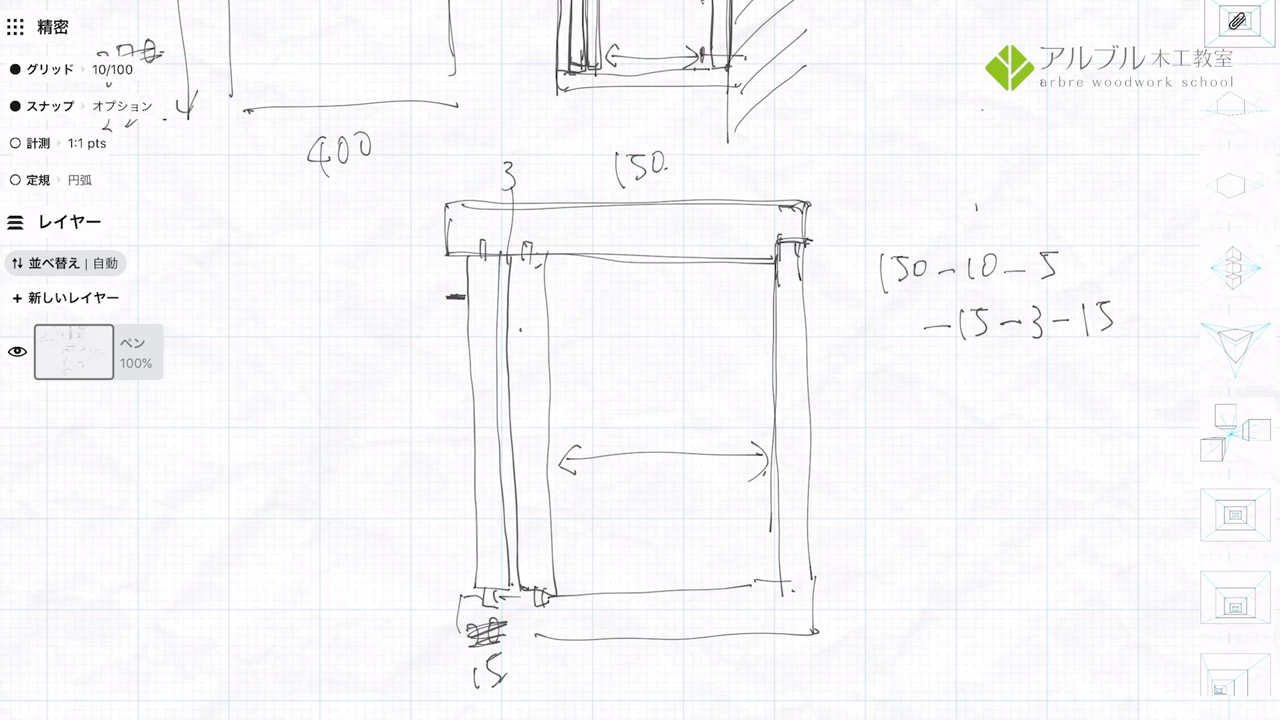 精密
グリッド 10/100
スナップ オプション
計測 1:1 pts
定規 円弧
レイヤー
並べ替え | 自動
新しいレイヤー
ペン
100%
アルブル木工教室
arbre woodwork school
400
150
3
150-10-5
-15-3-15
15